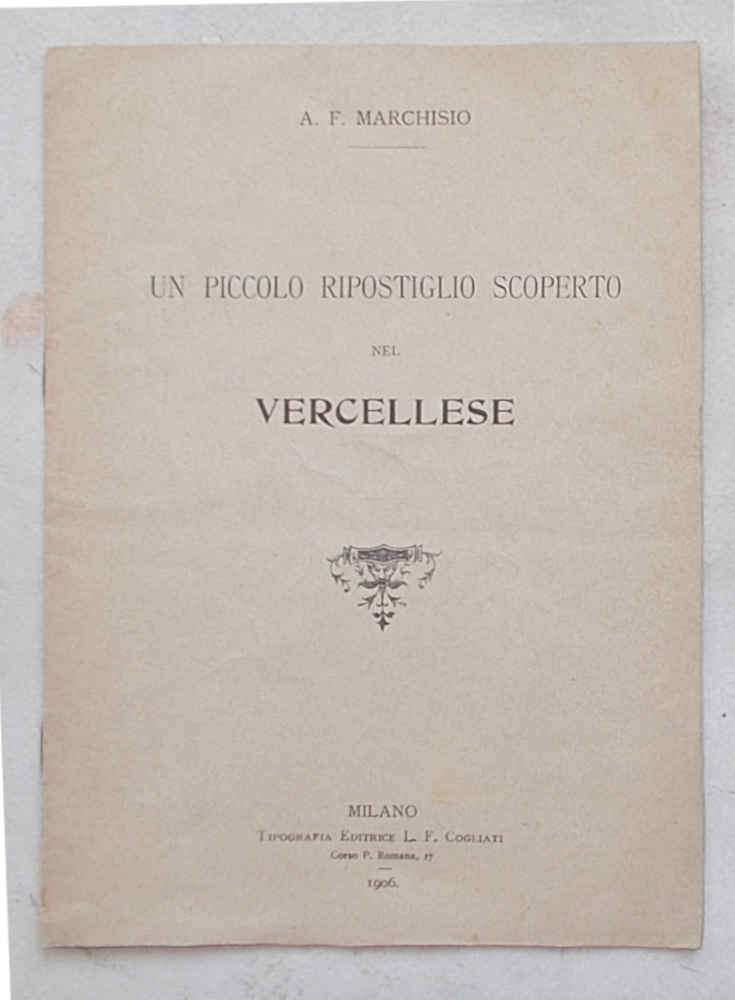 A. F. MARCHISIO
UN PICCOLO RIPOSTIGLIO SCOPERTO
NEL
VERCELLESE
MILANO
TIPOGRAFIA EDITRICE L. F. COGLIATI
Corso P. Romana, 17
1906.